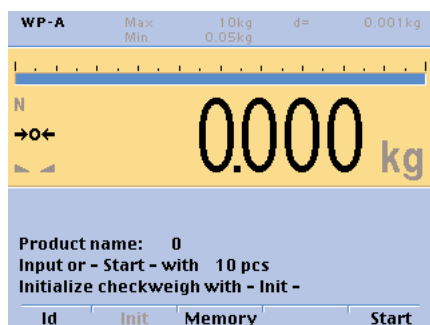 WP-A Max 10kg d= 0.001kg
Min 0.05kg
N
→0←
0.000 kg
Product name: 0
Input or - Start - with 10 pcs
Initialize checkweigh with - Init -
Id Init Memory Start